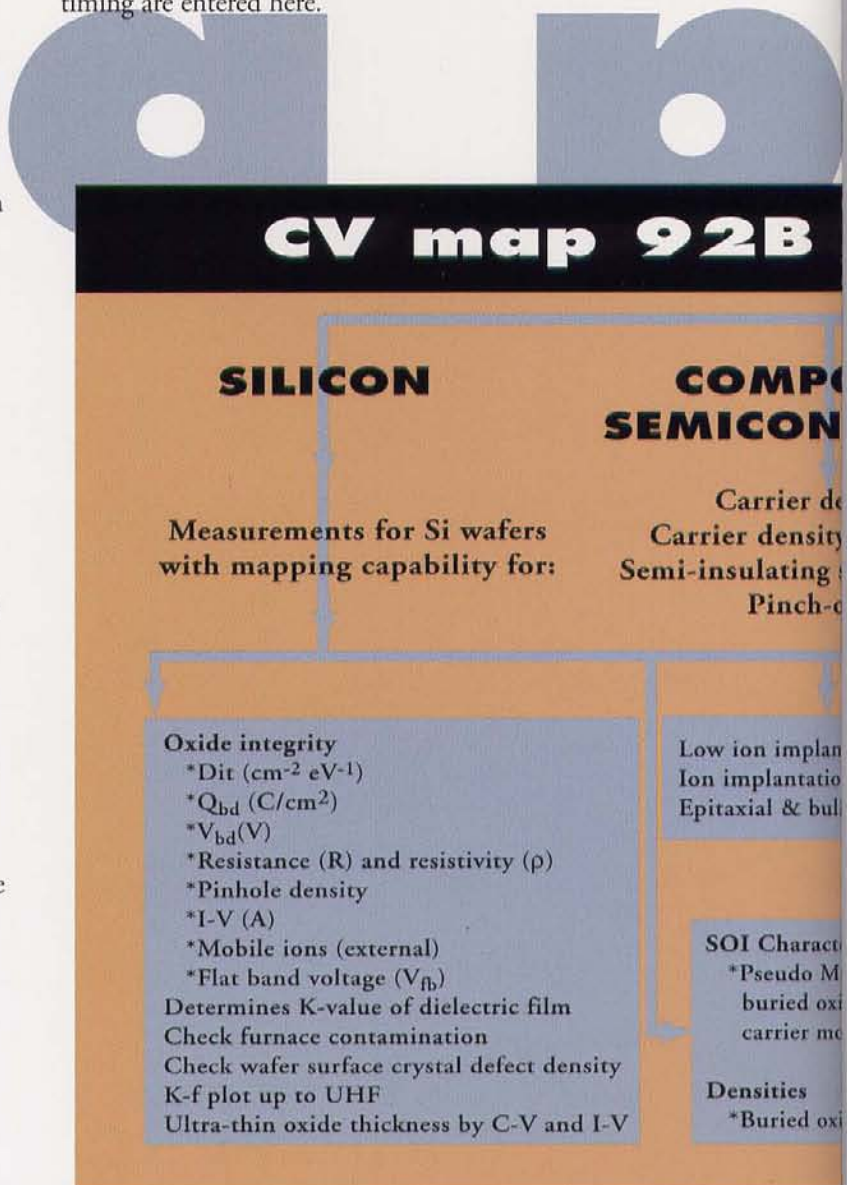 timing are entered here.
CV map 92B
SILICON
Measurements for Si wafers
with mapping capability for:
SEMICON
Carrier
Carrier density
Semi-insulating
Oxide integrity
*Dit (cm-2 eV-1)
*Qbd (C/cm2)
*Vbd(V)
*Resistance (R) and resistivity (ρ)
*Pinhole density
*I-V (A)
*Mobile ions (external)
*Flat band voltage (Vfb)
Determines K-value of dielectric film
Check furnace contamination
Check wafer surface crystal defect density
K-f plot up to UHF
Ultra-thin oxide thickness by C-V and I-V
Low ion
Ion
Epitaxial &
SOI
*Pseudo
buried
carrier
Densities
*Buried